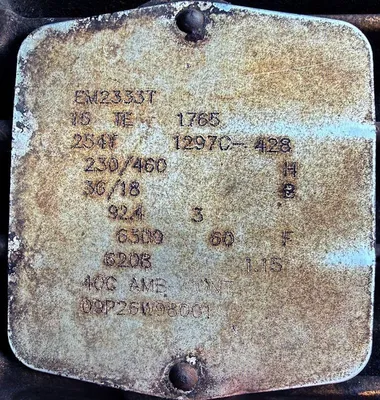 EM2333T
15 TE 1765
254T 1297C-428
230/460 H
36/18 B
92.4 3
6309 60 F
6208 1.15
40C AMB
09P26W98001